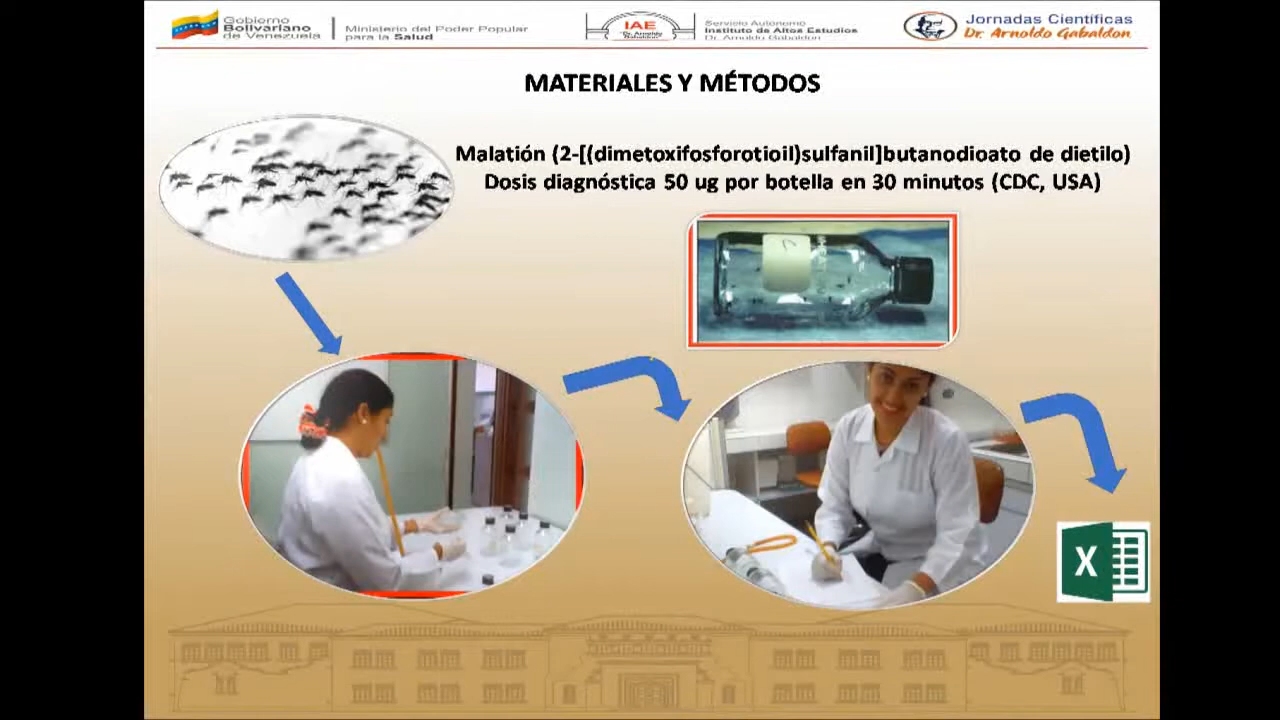 Gobierno
Bolivariano
de Venezuela
Ministerio del Poder Popular
para la Salud
IAE
Servicio Autónomo
Instituto de Altos Estudios
Dr. Arnoldo Gabaldon
Jornadas Científicas
Dr. Arnoldo Gabaldon
MATERIALES Y MÉTODOS
Malatión (2-[(dimetoxifosforotioil)sulfanil]butanodioato de dietilo)
Dosis diagnóstica 50 ug por botella en 30 minutos (CDC, USA)
X